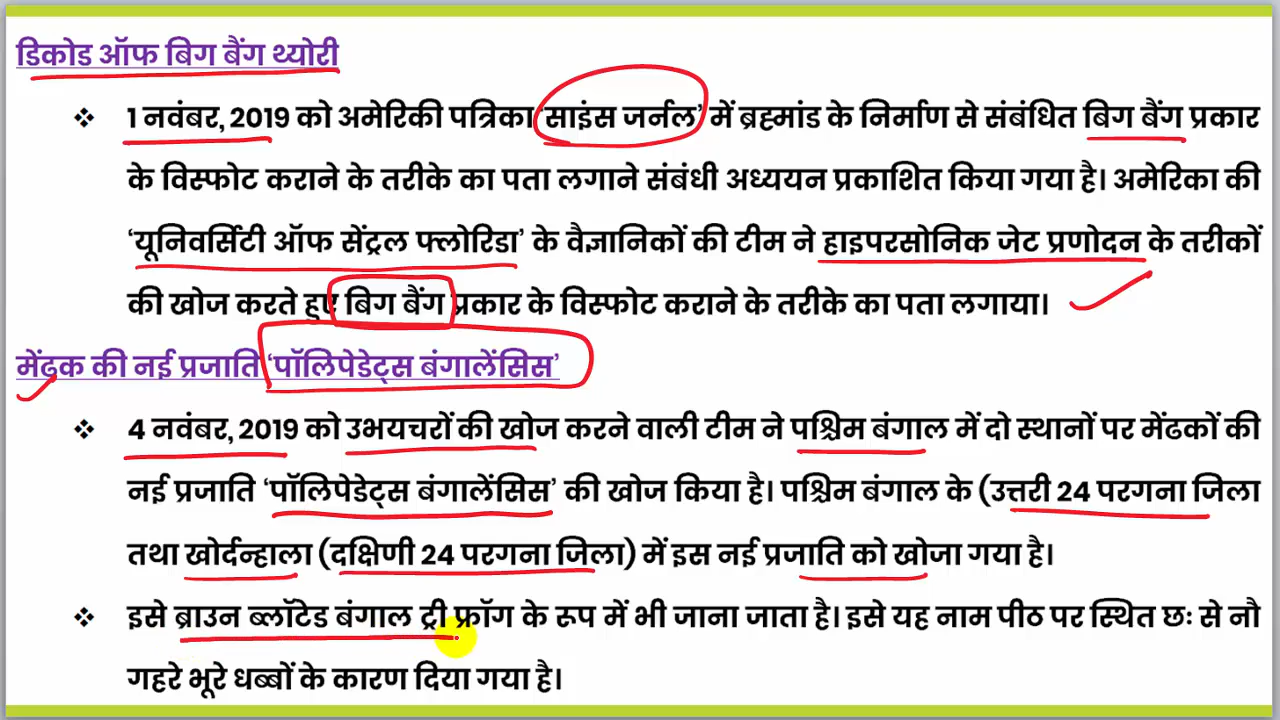 डिकोड ऑफ बिग बैंग थ्योरी
❖ 1 नवंबर, 2019 को अमेरिकी पत्रिका 'साइंस जर्नल' में ब्रह्मांड के निर्माण से संबंधित बिग बैंग प्रकार
के विस्फोट कराने के तरीके का पता लगाने संबंधी अध्ययन प्रकाशित किया गया है। अमेरिका की
'यूनिवर्सिटी ऑफ सेंट्रल फ्लोरिडा' के वैज्ञानिकों की टीम ने हाइपरसोनिक जेट प्रणोदन के तरीकों
की खोज करते हुए बिग बैंग प्रकार के विस्फोट कराने के तरीके का पता लगाया।
मेंढक की नई प्रजाति 'पॉलिपेडेट्स बंगालेंसिस'
❖ 4 नवंबर, 2019 को उभयचरों की खोज करने वाली टीम ने पश्चिम बंगाल में दो स्थानों पर मेंढकों की
नई प्रजाति 'पॉलिपेडेट्स बंगालेंसिस' की खोज किया है। पश्चिम बंगाल के (उत्तरी 24 परगना जिला
तथा खोर्दन्हाला (दक्षिणी 24 परगना जिला) में इस नई प्रजाति को खोजा गया है।
❖ इसे ब्राउन ब्लॉटेड बंगाल ट्री फ्रॉग के रूप में भी जाना जाता है। इसे यह नाम पीठ पर स्थित छः से नौ
गहरे भूरे धब्बों के कारण दिया गया है।